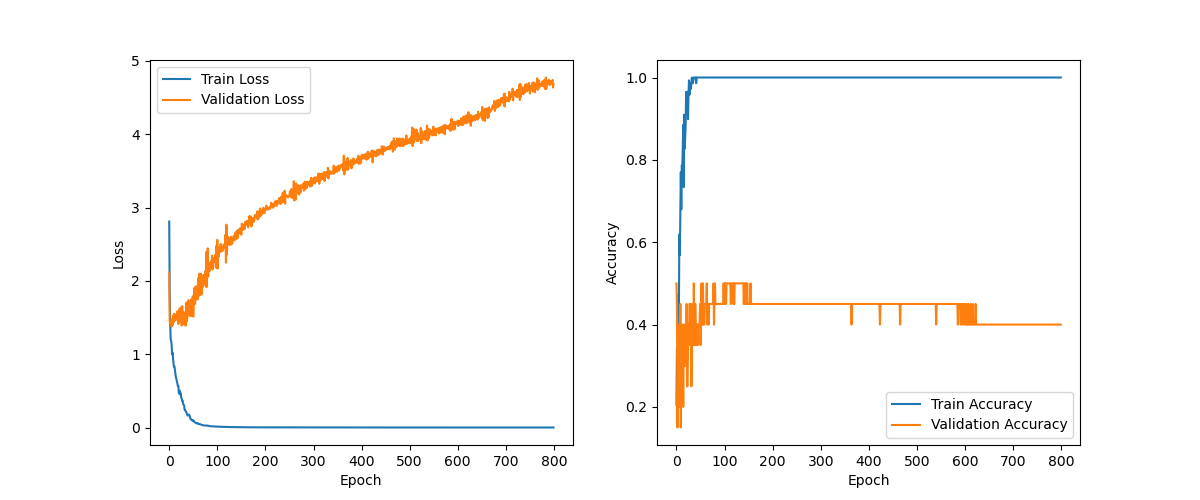 Train Loss
Validation Loss
5
4
3
2
1
0
Loss
0 100 200 300 400 500 600 700 800
Epoch
1.0
0.8
0.6
0.4
0.2
Accuracy
Train Accuracy
Validation Accuracy
0 100 200 300 400 500 600 700 800
Epoch